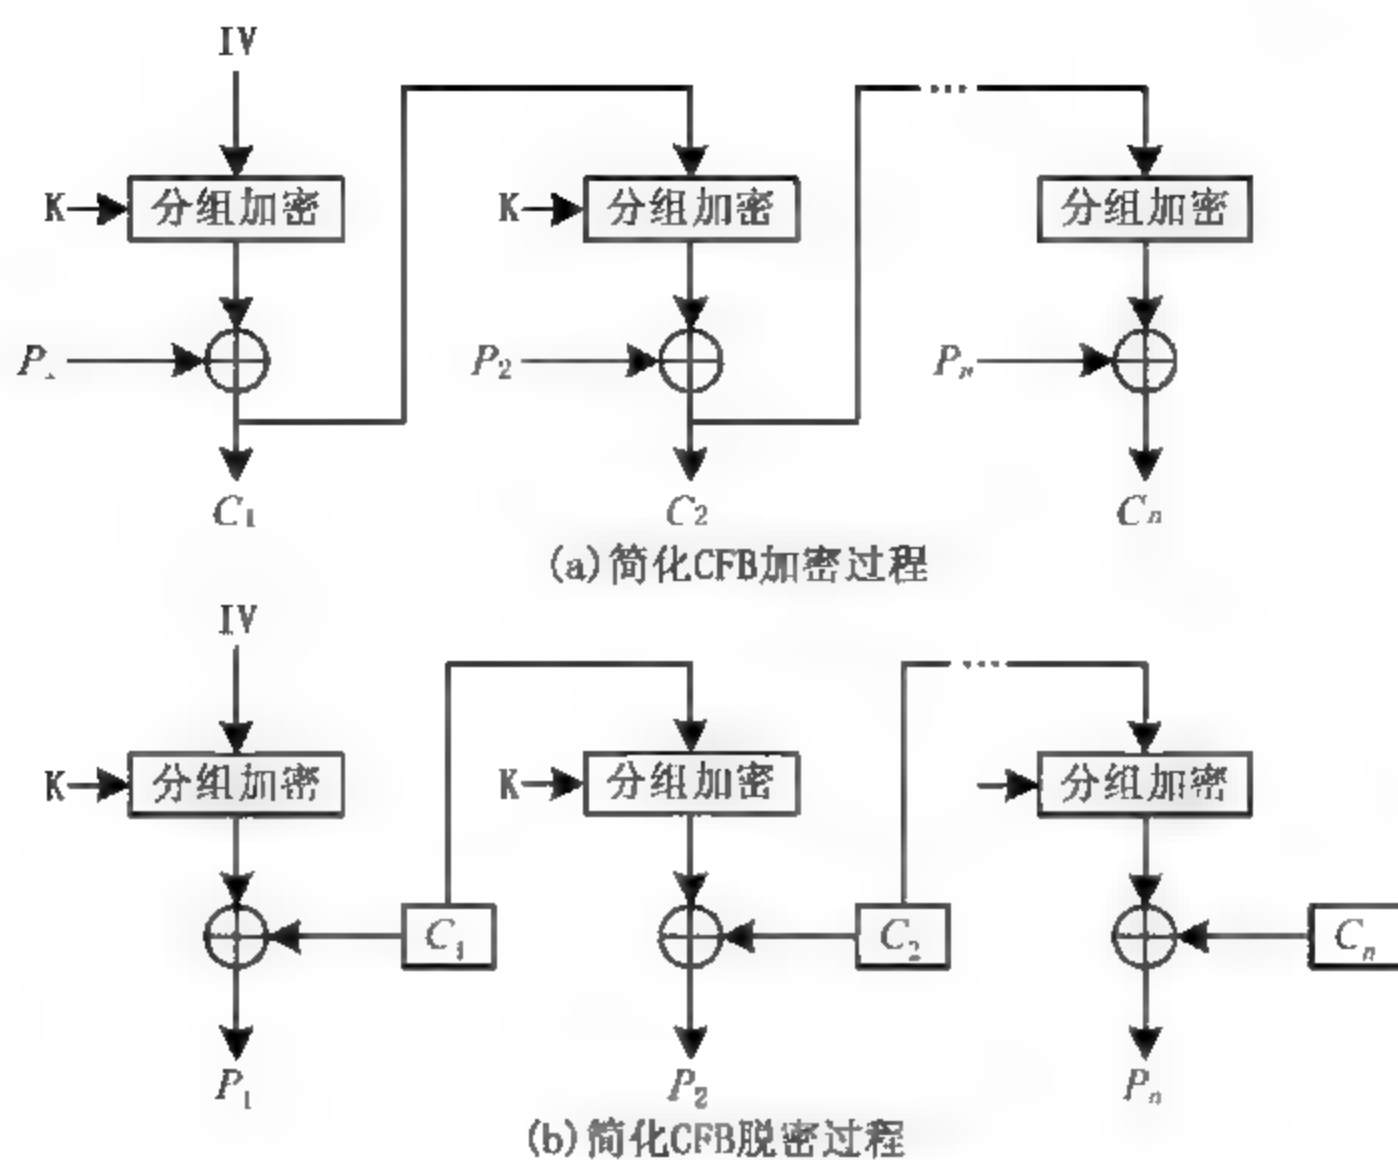 IV
K 分组加密 K 分组加密 分组加密
P P₂ Pₙ
C₁ C₂ Cₙ
(a)简化CFB加密过程
IV
K 分组加密 K 分组加密 分组加密
C₁ C₂ Cₙ
P₁ P₂ Pₙ
(b)简化CFB脱密过程